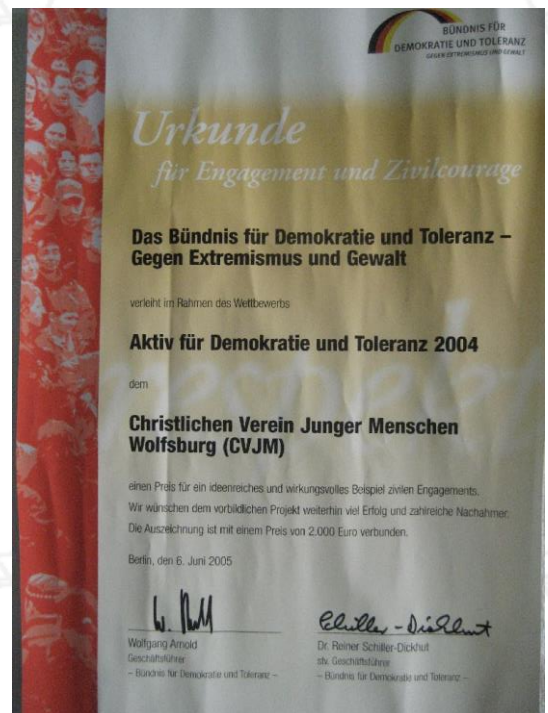 BÜNDNIS FÜR
DEMOKRATIE UND TOLERANZ
GEGEN EXTREMISMUS UND GEWALT
Urkunde
für Engagement und Zivilcourage
Das Bündnis für Demokratie und Toleranz –
Gegen Extremismus und Gewalt
verleiht im Rahmen des Wettbewerbs
Aktiv für Demokratie und Toleranz 2004
dem
Christlichen Verein Junger Menschen
Wolfsburg (CVJM)
einen Preis für ein ideenreiches und wirkungsvolles Beispiel zivilen Engagements.
Wir wünschen dem vorbildlichen Projekt weiterhin viel Erfolg und zahlreiche Nachahmer.
Die Auszeichnung ist mit einem Preis von 2.000 Euro verbunden.
Berlin, den 6. Juni 2005
Wolfgang Arnold
Geschäftsführer
– Bündnis für Demokratie und Toleranz –
Schiller-Dickhut
Dr. Reiner Schiller-Dickhut
stv. Geschäftsführer
– Bündnis für Demokratie und Toleranz –